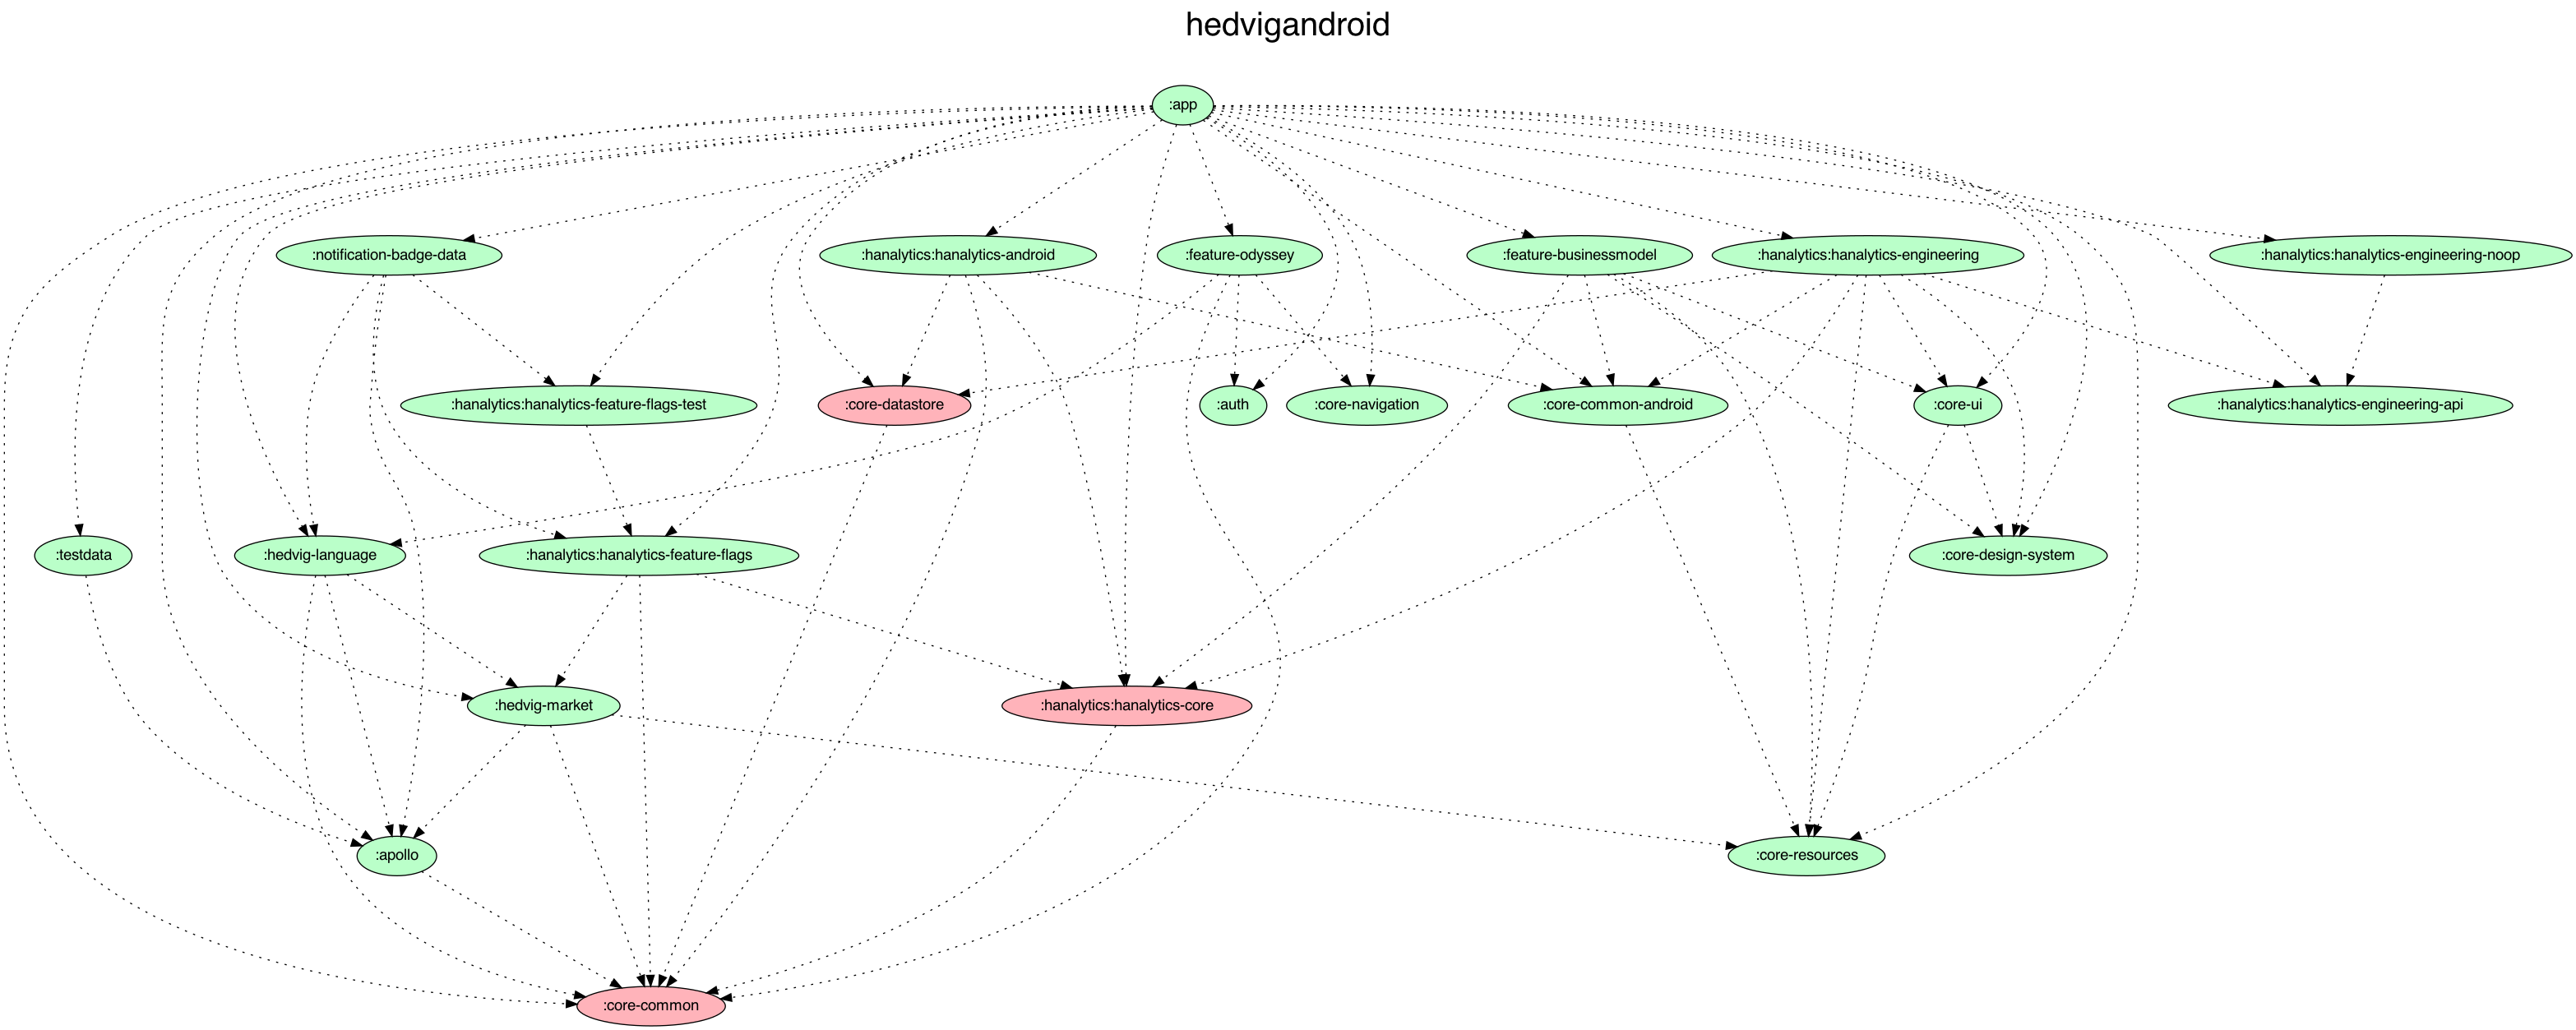 hedvigandroid
:app
:notification-badge-data
:hanalytics:hanalytics-android
:feature-odyssey
:feature-businessmodel
:hanalytics:hanalytics-engineering
:hanalytics:hanalytics-engineering-noop
:hanalytics:hanalytics-feature-flags-test
:core-datastore
:auth
:core-navigation
:core-common-android
:core-ui
:hanalytics:hanalytics-engineering-api
:testdata
:hedvig-language
:hanalytics:hanalytics-feature-flags
:core-design-system
:hedvig-market
:hanalytics:hanalytics-core
:apollo
:core-resources
:core-common